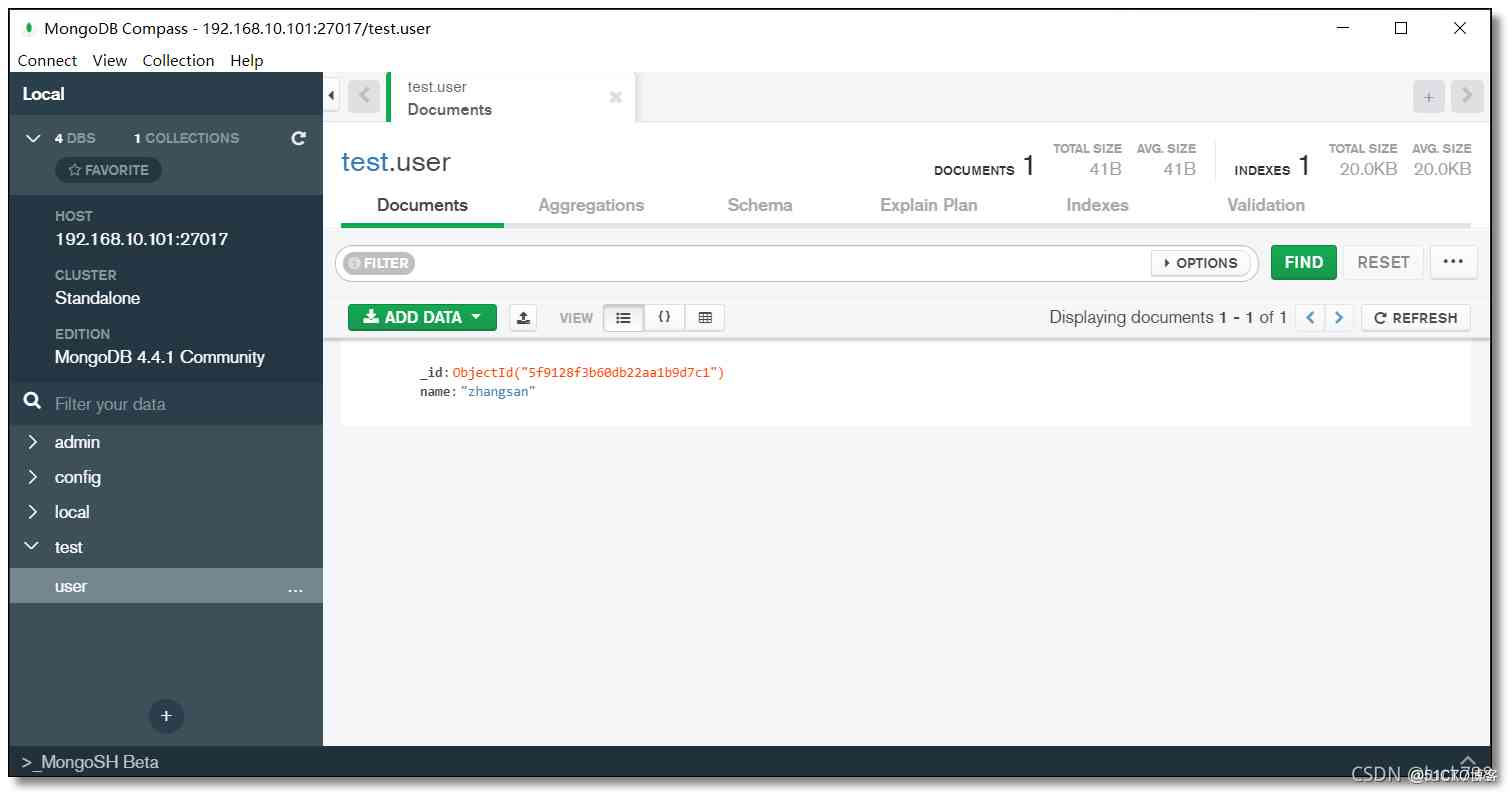 MongoDB Compass - 192.168.10.101:27017/test.user
Connect View Collection Help
Local
4 DBS 1 COLLECTIONS
FAVORITE
HOST
192.168.10.101:27017
CLUSTER
Standalone
EDITION
MongoDB 4.4.1 Community
Filter your data
admin
config
local
test
user ...
>_MongoSH Beta
test.user
Documents
test.user
DOCUMENTS 1 TOTAL SIZE 41B AVG. SIZE 41B INDEXES 1 TOTAL SIZE 20.0KB AVG. SIZE 20.0KB
Documents Aggregations Schema Explain Plan Indexes Validation
FILTER OPTIONS FIND RESET ...
ADD DATA VIEW {} Displaying documents 1 - 1 of 1 REFRESH
_id: ObjectId("5f9128f3b60db22aa1b9d7c1")
name: "zhangsan"
CSDN @51CTO博客